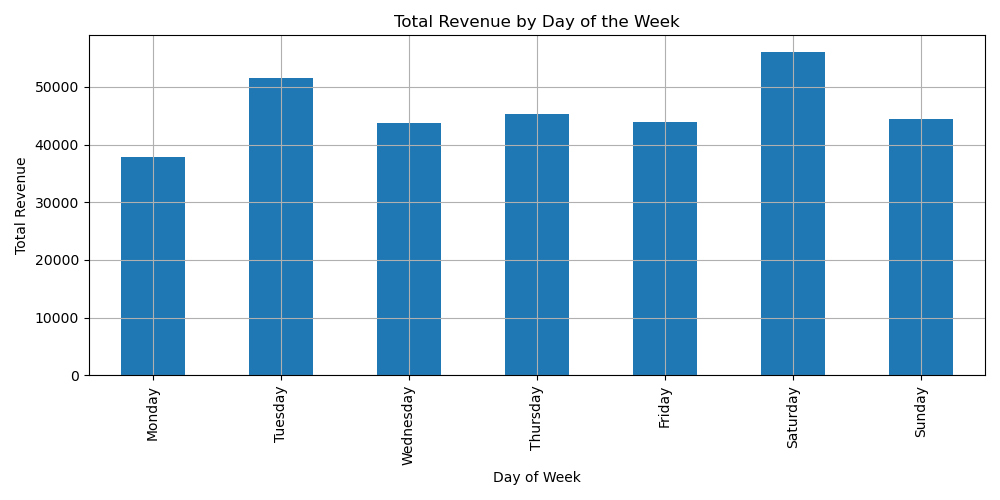 Total Revenue by Day of the Week
Total Revenue
50000
40000
30000
20000
10000
0
Monday
Tuesday
Wednesday
Thursday
Friday
Saturday
Sunday
Day of Week